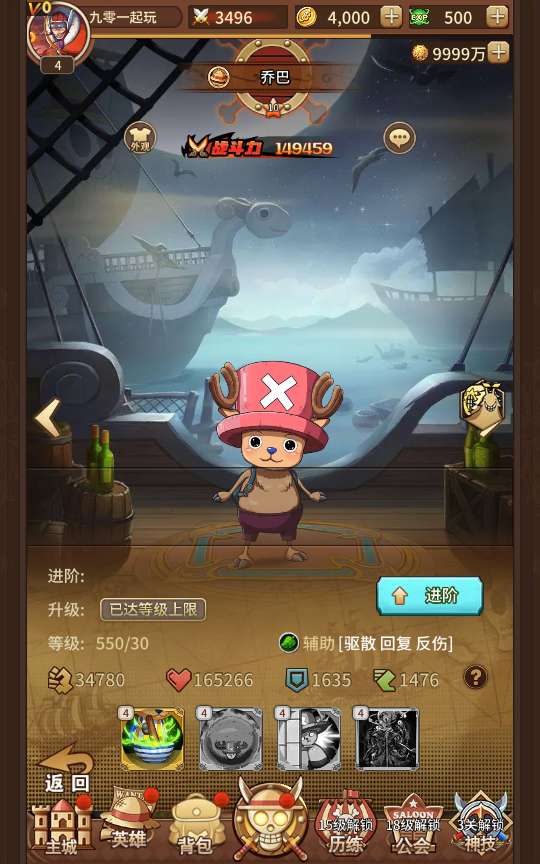 V0
九零一起玩
3496
4,000
EXP
500
4
9999万
乔巴
10
外观
战斗力 149459
进阶:
进阶
升级:
已达等级上限
等级: 550/30
辅助 [驱散 回复 反伤]
34780
165266
1635
1476
?
4
4
4
4
返回
主城
WANTED
英雄
背包
15级解锁
历练
SALOON
18级解锁
公会
3关解锁
神技